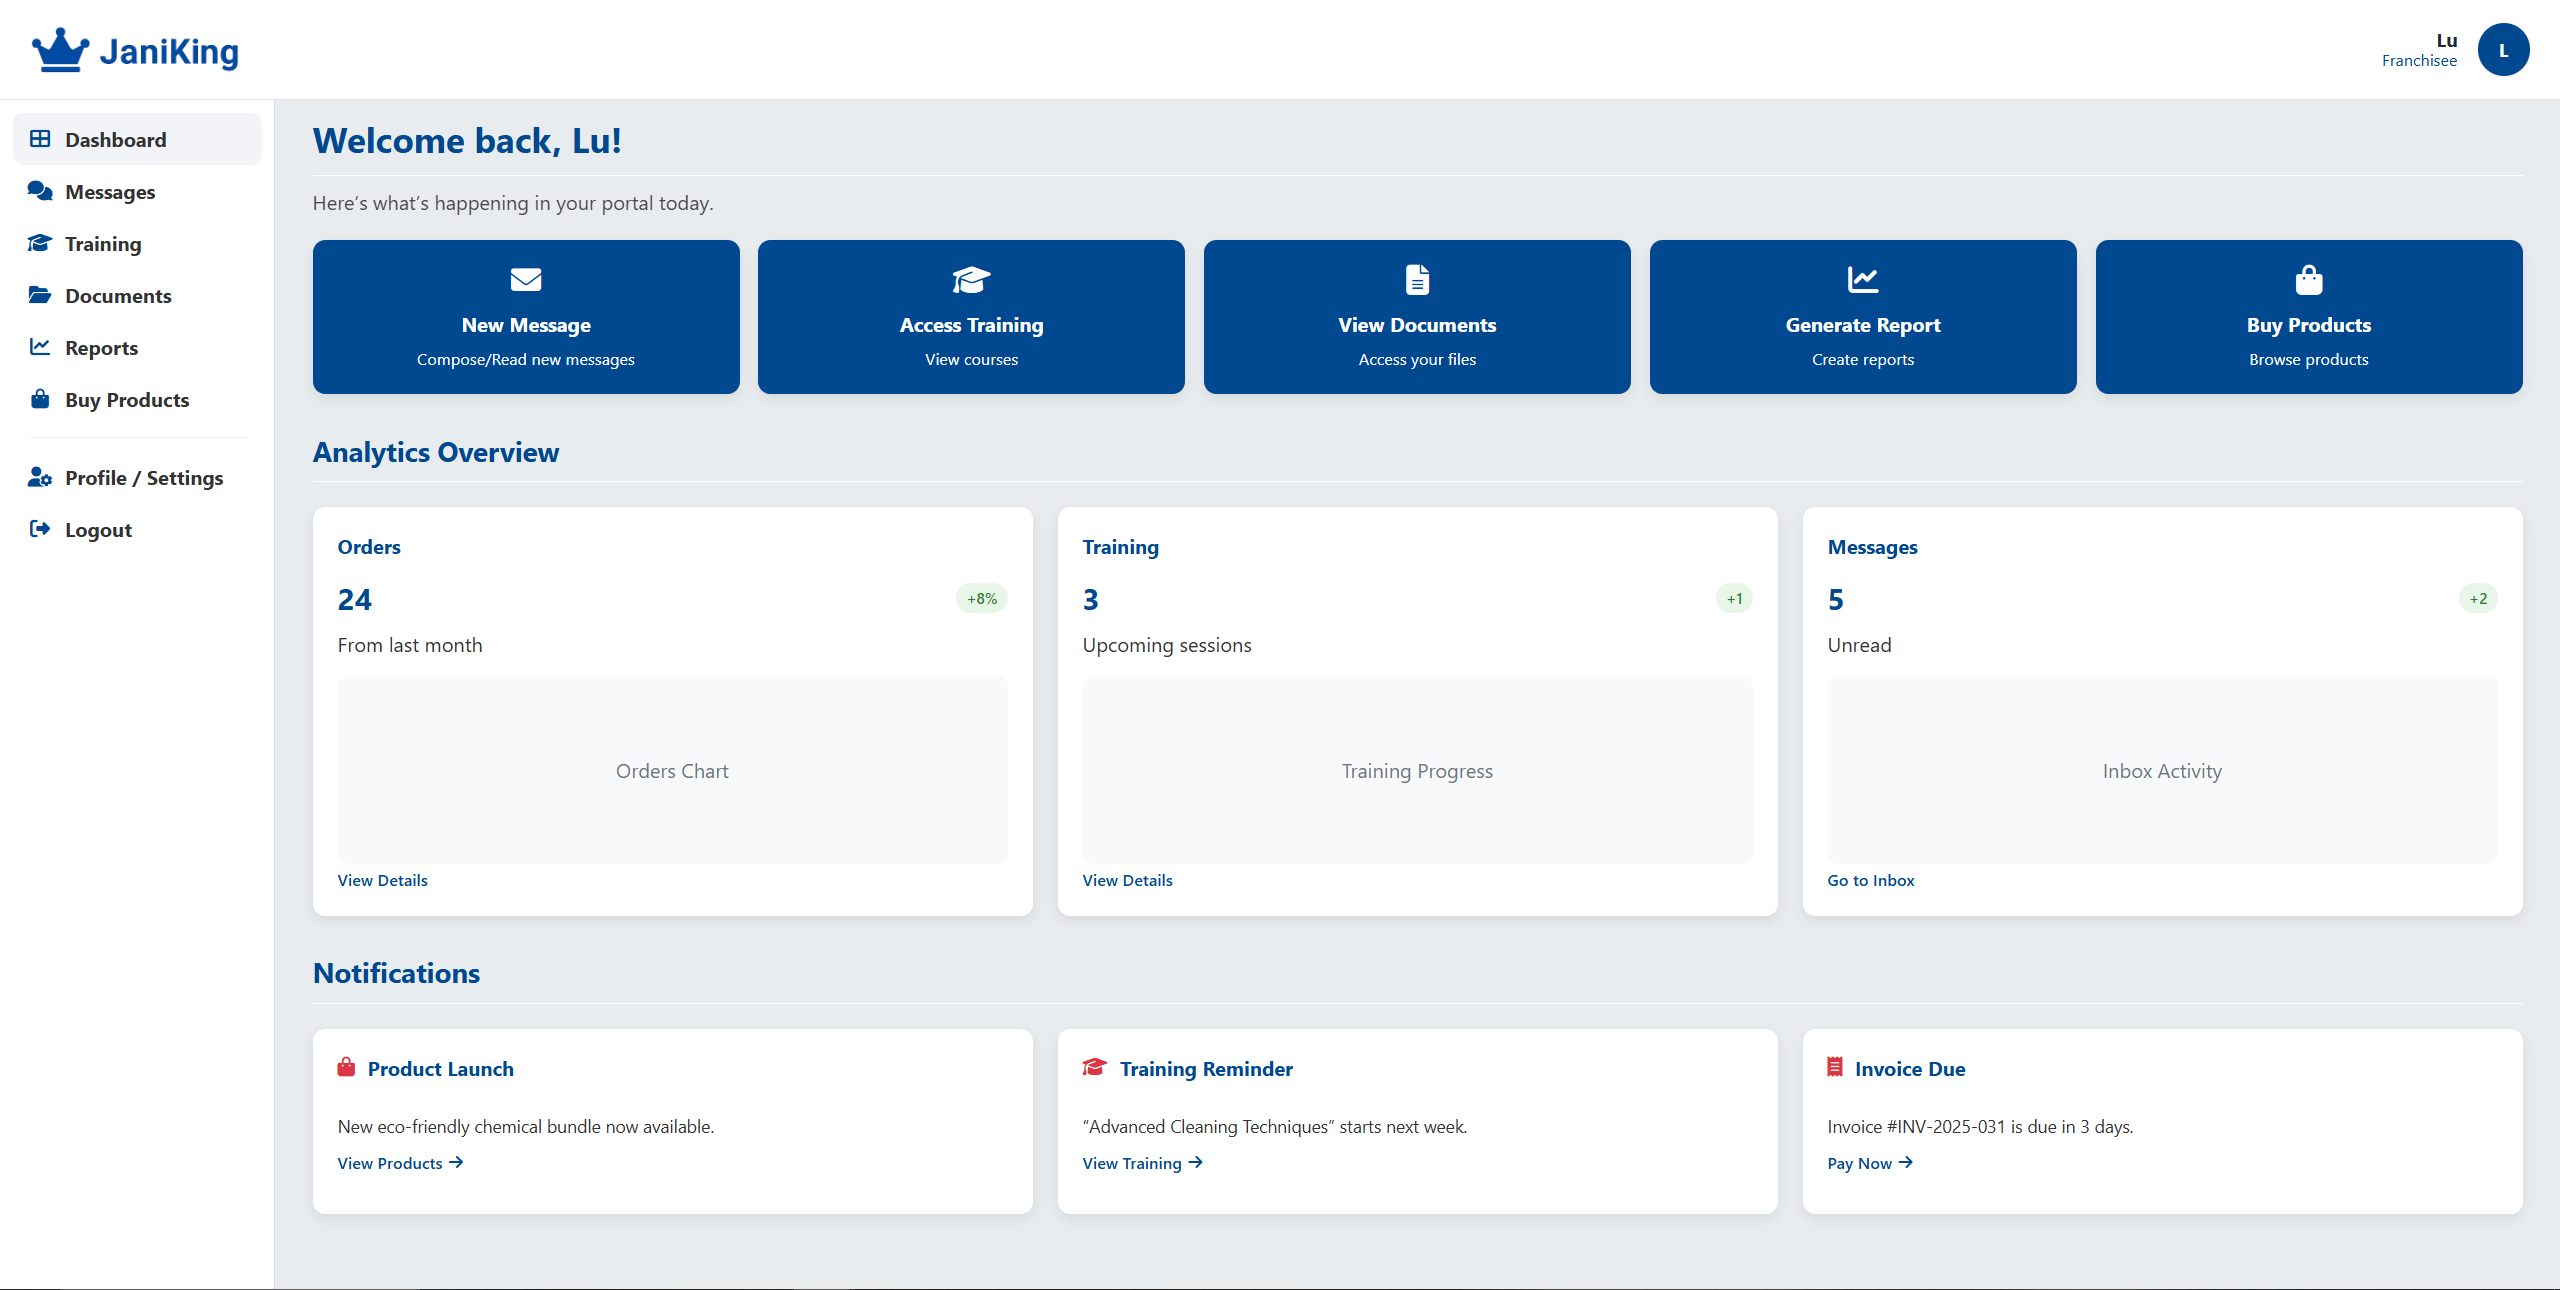 JaniKing
Lu
Franchisee
L
Dashboard
Messages
Training
Documents
Reports
Buy Products
Profile / Settings
Logout
Welcome back, Lu!
Here’s what’s happening in your portal today.
New Message
Compose/Read new messages
Access Training
View courses
View Documents
Access your files
Generate Report
Create reports
Buy Products
Browse products
Analytics Overview
Orders
24
+8%
From last month
Orders Chart
View Details
Training
3
+1
Upcoming sessions
Training Progress
View Details
Messages
5
+2
Unread
Inbox Activity
Go to Inbox
Notifications
Product Launch
New eco-friendly chemical bundle now available.
View Products
Training Reminder
“Advanced Cleaning Techniques” starts next week.
View Training
Invoice Due
Invoice #INV-2025-031 is due in 3 days.
Pay Now